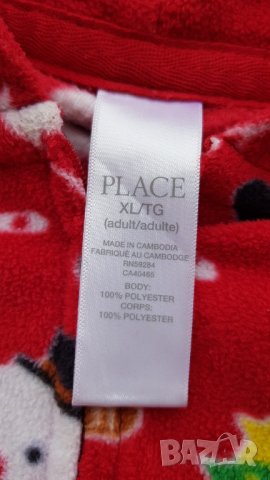 PLACE
XL/TG
(adult/adulte)
MADE IN CAMBODIA
FABRIQUÉ AU CAMBODGE
RN59284
CA40465
BODY:
100% POLYESTER
CORPS:
100% POLYESTER
bazar.bg